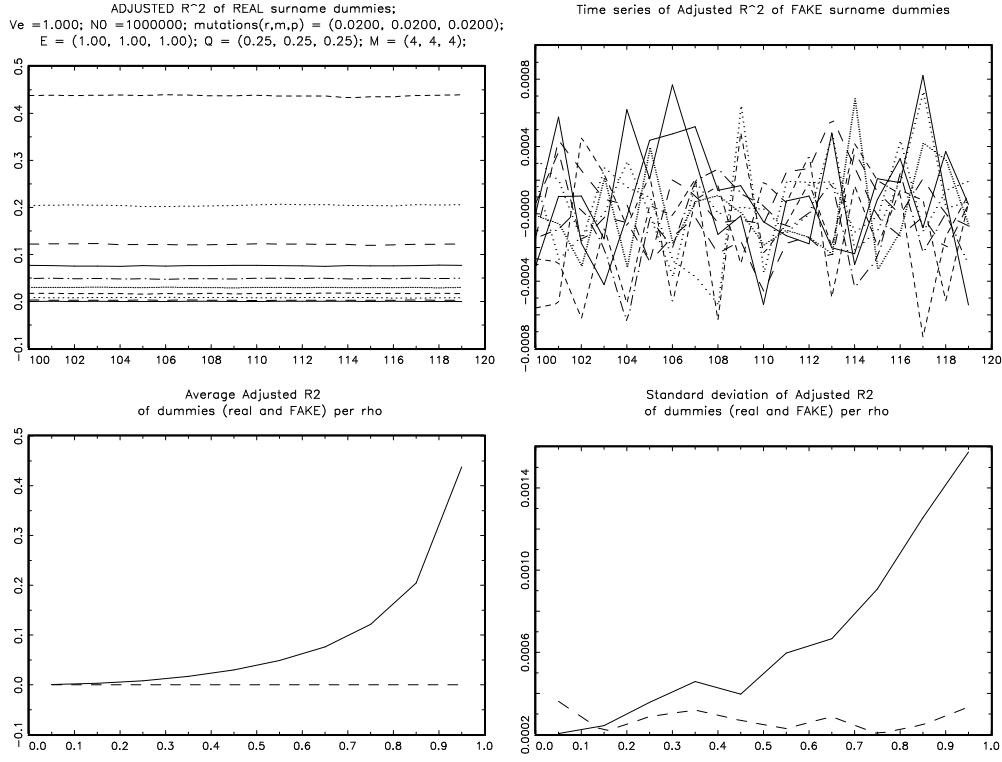 ADJUSTED R^2 of REAL surname dummies;
Ve =1.000; N0 =1000000; mutations(r,m,p) = (0.0200, 0.0200, 0.0200);
E = (1.00, 1.00, 1.00); Q = (0.25, 0.25, 0.25); M = (4, 4, 4);
0.5
0.4
0.3
0.2
0.1
0.0
-0.1
100 102 104 106 108 110 112 114 116 118 120
Time series of Adjusted R^2 of FAKE surname dummies
0.0008
0.0004
-0.0000
-0.0004
-0.0008
100 102 104 106 108 110 112 114 116 118 120
Average Adjusted R2
of dummies (real and FAKE) per rho
0.5
0.4
0.3
0.2
0.1
0.0
-0.1
0.0 0.1 0.2 0.3 0.4 0.5 0.6 0.7 0.8 0.9 1.0
Standard deviation of Adjusted R2
of dummies (real and FAKE) per rho
0.0014
0.0010
0.0006
0.0002
0.0 0.1 0.2 0.3 0.4 0.5 0.6 0.7 0.8 0.9 1.0